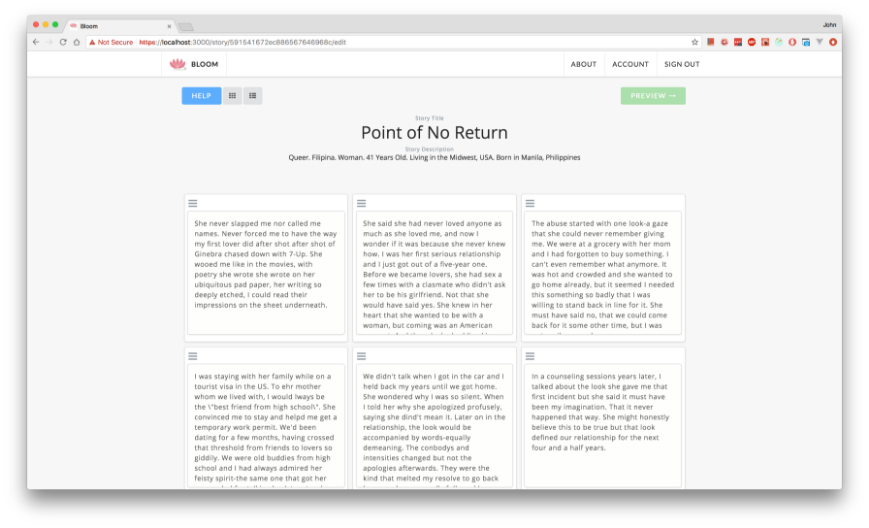 Bloom
John
Not Secure https://localhost:3000/story/591541672ec886567646968c/edit
BLOOM
ABOUT ACCOUNT SIGN OUT
HELP
PREVIEW →
Story Title
Point of No Return
Story Description
Queer. Filipina. Woman. 41 Years Old. Living in the Midwest, USA. Born in Manila, Philippines
She never slapped me nor called me
names. Never forced me to have the way
my first lover did after shot after shot of
Ginebra chased down with 7-Up. She
wooed me like in the movies, with
poetry she wrote she wrote on her
ubiquitous pad paper, her writing so
deeply etched, I could read their
impressions on the sheet underneath.
She said she had never loved anyone as
much as she loved me, and now I
wonder if it was because she never knew
how. I was her first serious relationship
and I just got out of a five-year one.
Before we became lovers, she had sex a
few times with a clasmate who didn't ask
her to be his girlfriend. Not that she
would have said yes. She knew in her
heart that she wanted to be with a
woman, but coming was an American
The abuse started with one look-a gaze
that she could never remember giving
me. We were at a grocery with her mom
and I had forgotten to buy something. I
can't even remember what anymore. It
was hot and crowded and she wanted to
go home already, but it seemed I needed
this something so badly that I was
willing to stand back in line for it. She
must have said no, that we could come
back for it some other time, but I was
I was staying with her family while on a
tourist visa in the US. To ehr mother
whom we lived with, I would lways be
the \"best friend from high school\". She
convinced me to stay and helpd me get a
temporary work permit. We'd been
dating for a few months, having crossed
that threshold from friends to lovers so
giddily. We were old buddies from high
school and I had always admired her
feisty spirit-the same one that got her
We didn't talk when I got in the car and I
held back my years until we got home.
She wondered why I was so silent. When
I told her why she apologized profusely,
saying she dind't mean it. Later on in the
relationship, the look would be
accompanied by words-equally
demeaning. The conbodys and
intensities changed but not the
apologies afterwards. They were the
kind that melted my resolve to go back
In a counseling sessions years later, I
talked about the look she gave me that
first incident but she said it must have
been my imagination. That it never
happened that way. She might honestly
believe this to be true but that look
defined our relationship for the next
four and a half years.